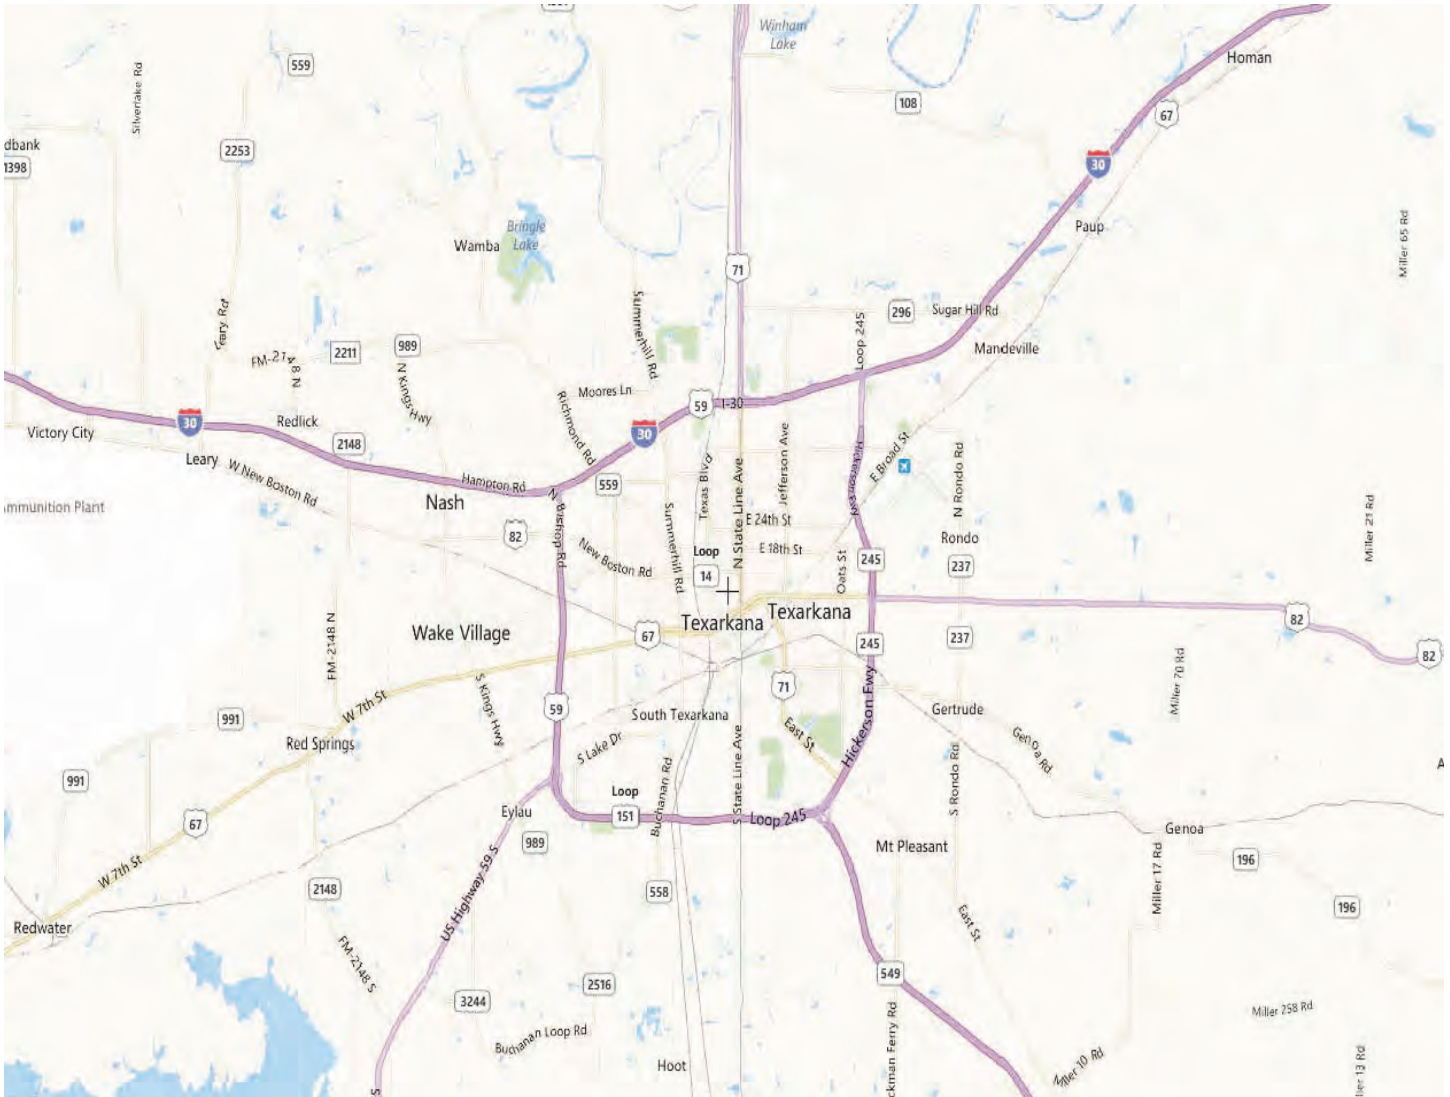 Winham
Lake
Homan
559
Silverlake Rd
108
67
dbank
2253
1398
30
Bringle
Lake
Wamba
Paup
Miller 65 Rd
71
296
Sugar Hill Rd
Summerhill Rd
Loop 245
2211
989
FM-2148 N
N Kings Hwy
Mandeville
Moores Ln
Richmond Rd
59
I-30
30
Redlick
30
Victory City
2148
Leary
W New Boston Rd
Hampton Rd
559
Texas Blvd
N State Line Ave
Jefferson Ave
Hickerson Fwy
E Broad St
N Rondo Rd
mmunition Plant
Nash
N Bishop Rd
82
New Boston Rd
Summerhill Rd
E 24th St
E 18th St
Loop
14
Oats St
245
Rondo
237
Miller 21 Rd
Texarkana
Texarkana
82
Wake Village
67
237
245
82
FM-2148 N
W 7th St
S Kings Hwy
71
Miller 70 Rd
991
59
South Texarkana
East St
Gertrude
Genoa Rd
Red Springs
S Lake Dr
Buchanan Rd
S State Line Ave
Hickerson Fwy
S Rondo Rd
991
A
Loop
151
Loop 245
Eylau
67
989
Genoa
Mt Pleasant
196
W 7th St
US Highway 59 S
2148
558
Miller 17 Rd
196
Redwater
East St
FM-2148 S
549
2516
3244
Miller 258 Rd
Buchanan Loop Rd
Hoot
ckman Ferry Rd
Miller 10 Rd
ller 13 Rd
S